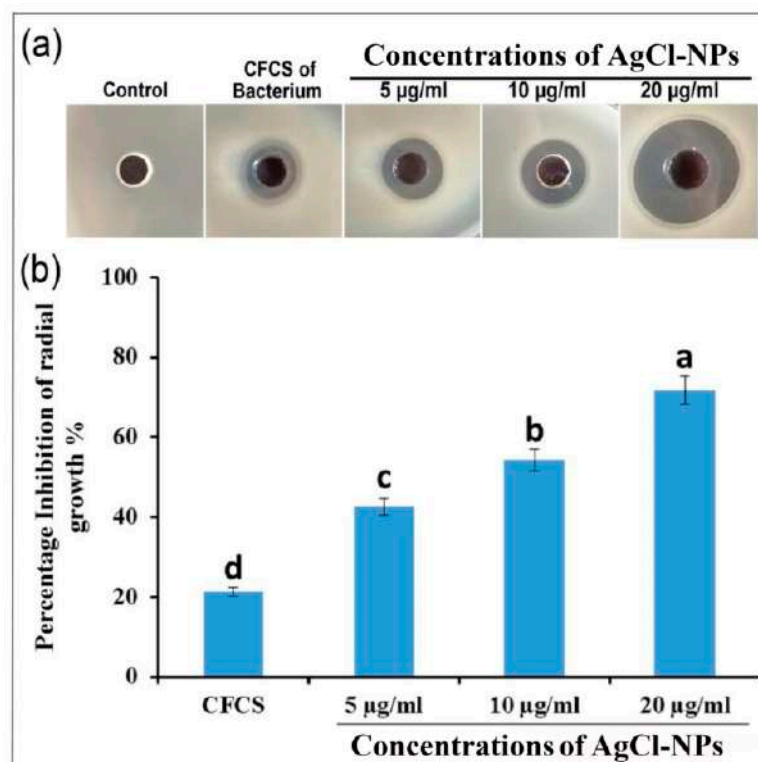 (a)
Concentrations of AgCl-NPs
Control
CFCS of
Bacterium
5 µg/ml
10 µg/ml
20 µg/ml
(b)
Percentage Inhibition of radial
growth %
100
80
60
40
20
0
d
c
b
a
CFCS
5 µg/ml
10 µg/ml
20 µg/ml
Concentrations of AgCl-NPs